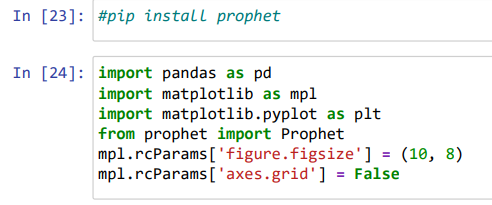 In [23]: #pip install prophet
In [24]: import pandas as pd
import matplotlib as mpl
import matplotlib.pyplot as plt
from prophet import Prophet
mpl.rcParams['figure.figsize'] = (10, 8)
mpl.rcParams['axes.grid'] = False